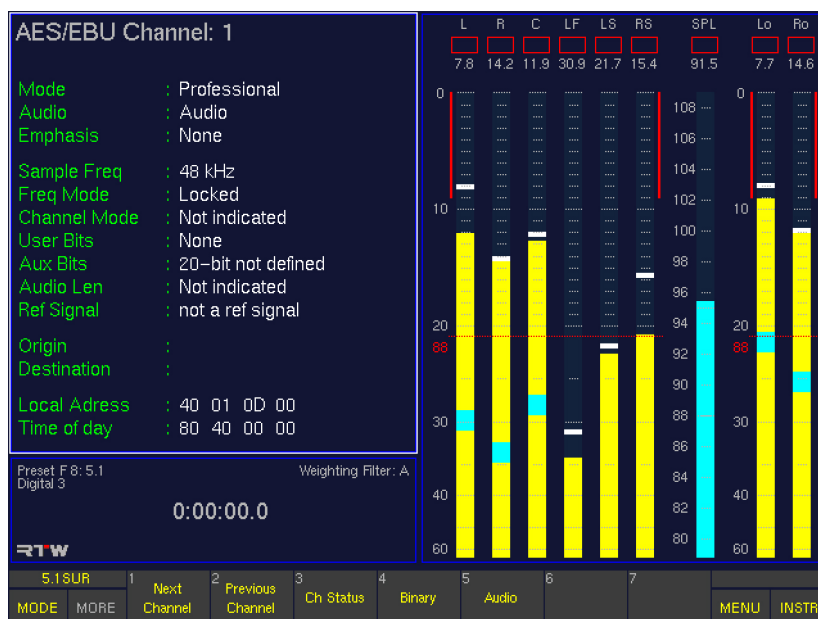 AES/EBU Channel: 1
Mode : Professional
Audio : Audio
Emphasis : None
Sample Freq : 48 kHz
Freq Mode : Locked
Channel Mode : Not indicated
User Bits : None
Aux Bits : 20-bit not defined
Audio Len : Not indicated
Ref Signal : not a ref signal
Origin :
Destination :
Local Adress : 40 01 0D 00
Time of day : 80 40 00 00
Preset F 8: 5.1 Weighting Filter: A
Digital 3
0:00:00.0
RTW
L R C LF LS RS SPL Lo Ro
7.8 14.2 11.9 30.9 21.7 15.4 91.5 7.7 14.6
0 0
108
106
104
102
10 10
100
98
96
94
20 20
88 88
92
90
88
30 30
86
84
40 40
82
80
60 60
5.1SUR 1 Next Channel 2 Previous Channel 3 Ch Status 4 Binary 5 Audio 6 7
MODE MORE MENU INSTR